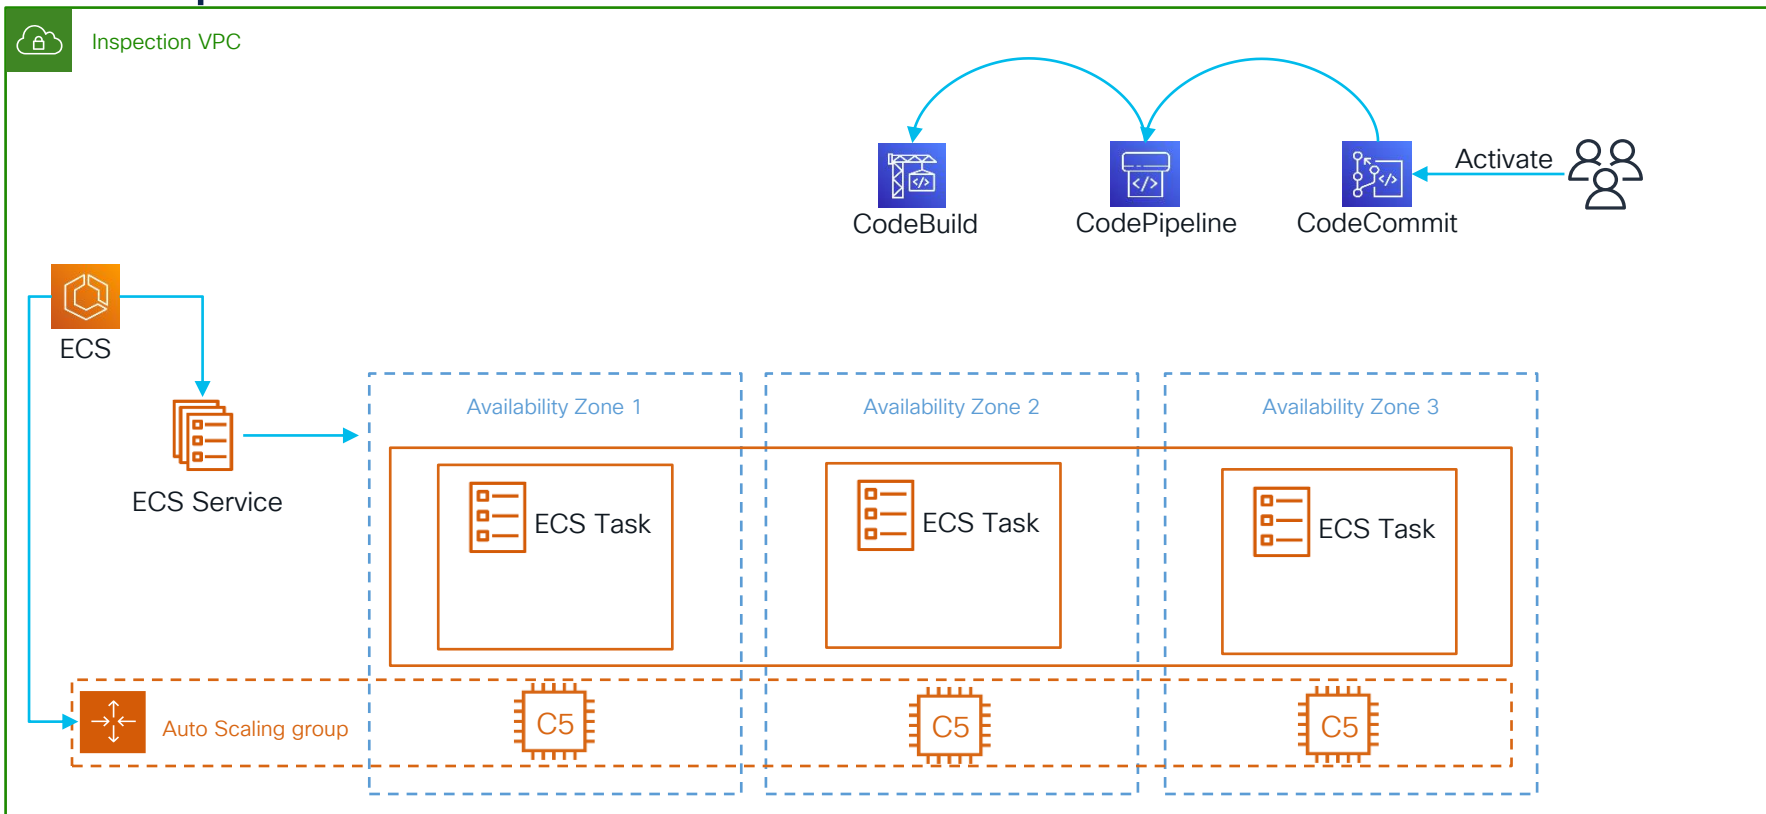 Inspection VPC
Activate
CodeBuild
CodePipeline
CodeCommit
ECS
Availability Zone 1
Availability Zone 2
Availability Zone 3
ECS Service
ECS Task
ECS Task
ECS Task
Auto Scaling group
C5
C5
C5